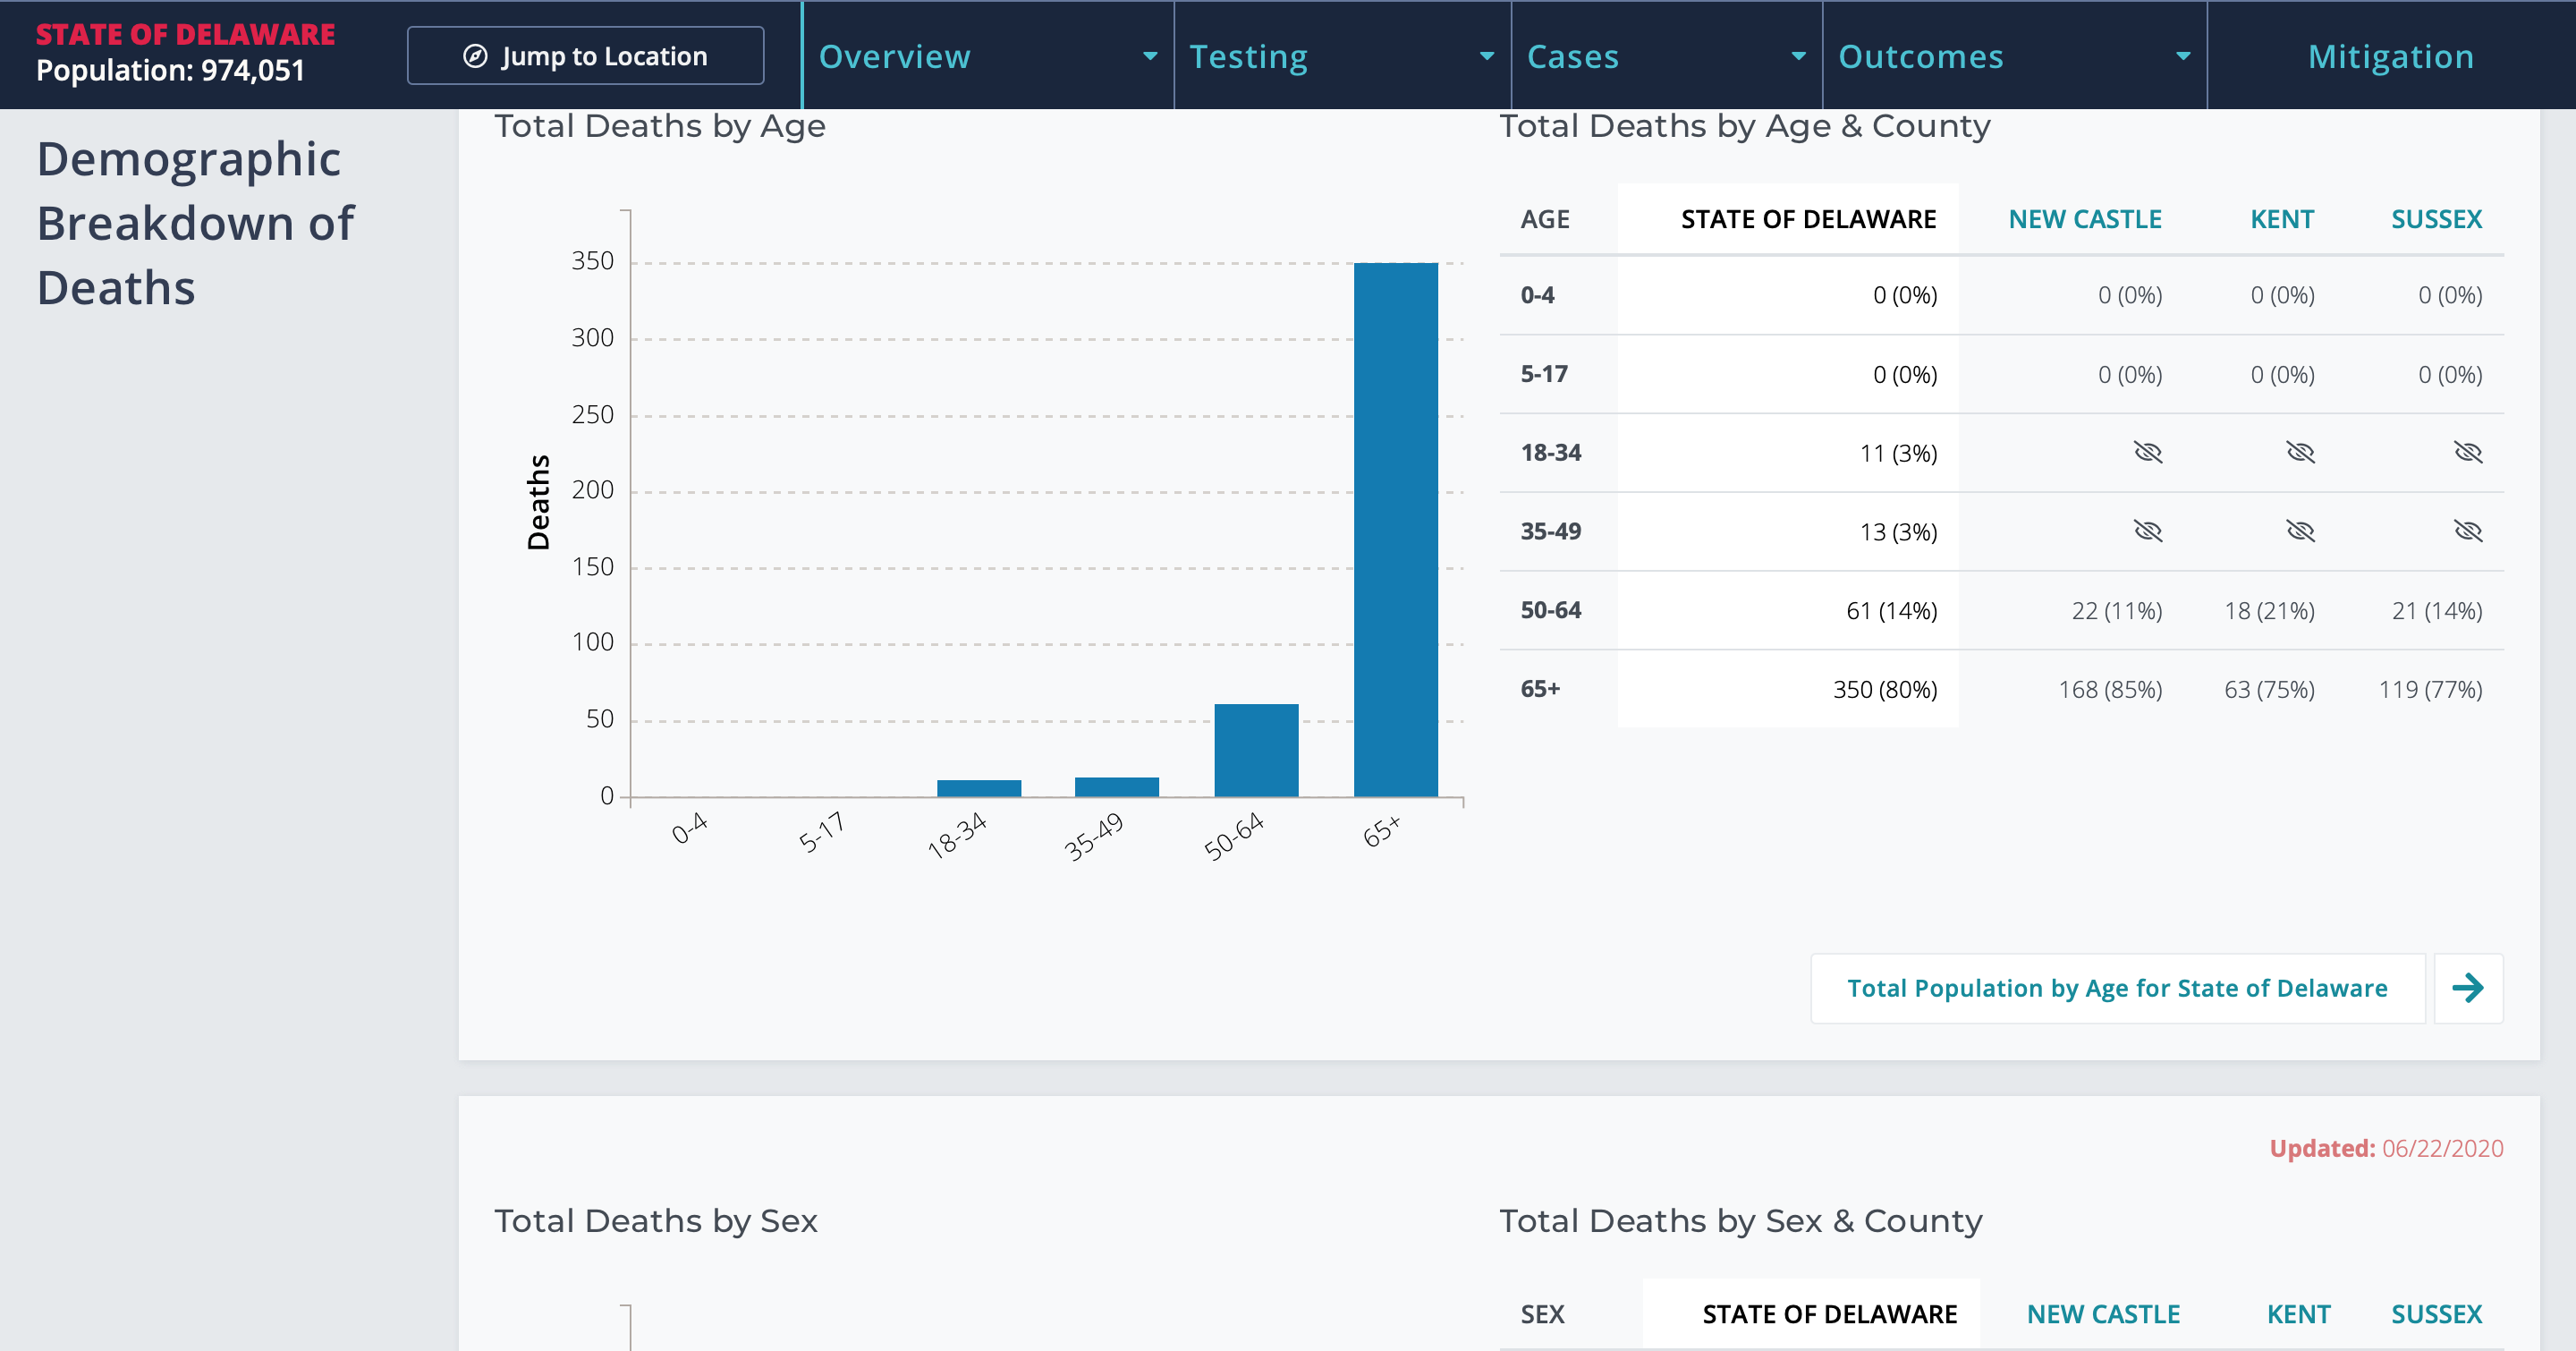 STATE OF DELAWARE
Population: 974,051
Jump to Location
Overview
Testing
Cases
Outcomes
Mitigation
Demographic
Breakdown of
Deaths
Total Deaths by Age
Deaths
350
300
250
200
150
100
50
0
0-4
5-17
18-34
35-49
50-64
65+
Total Deaths by Age & County
AGE STATE OF DELAWARE NEW CASTLE KENT SUSSEX
0-4 0 (0%) 0 (0%) 0 (0%) 0 (0%)
5-17 0 (0%) 0 (0%) 0 (0%) 0 (0%)
18-34 11 (3%)
35-49 13 (3%)
50-64 61 (14%) 22 (11%) 18 (21%) 21 (14%)
65+ 350 (80%) 168 (85%) 63 (75%) 119 (77%)
Total Population by Age for State of Delaware
Updated: 06/22/2020
Total Deaths by Sex
Total Deaths by Sex & County
SEX STATE OF DELAWARE NEW CASTLE KENT SUSSEX